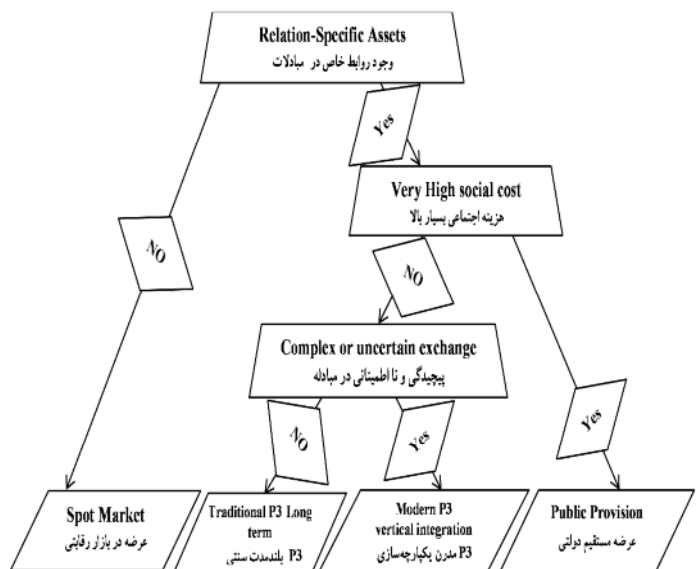 Relation-Specific Assets
وجود روابط خاص در مبادلات
Yes
Very High social cost
هزینه اجتماعی بسیار بالا
NO
NO
Complex or uncertain exchange
پیچیدگی و نا اطمینانی در مبادله
NO
Yes
Yes
Spot Market
عرضه در بازار رقابتی
Traditional P3 Long
term
P3 بلندمدت سنتی
Modern P3
vertical integration
P3 مدرن یکپارچه‌سازی
Public Provision
عرضه مستقیم دولتی